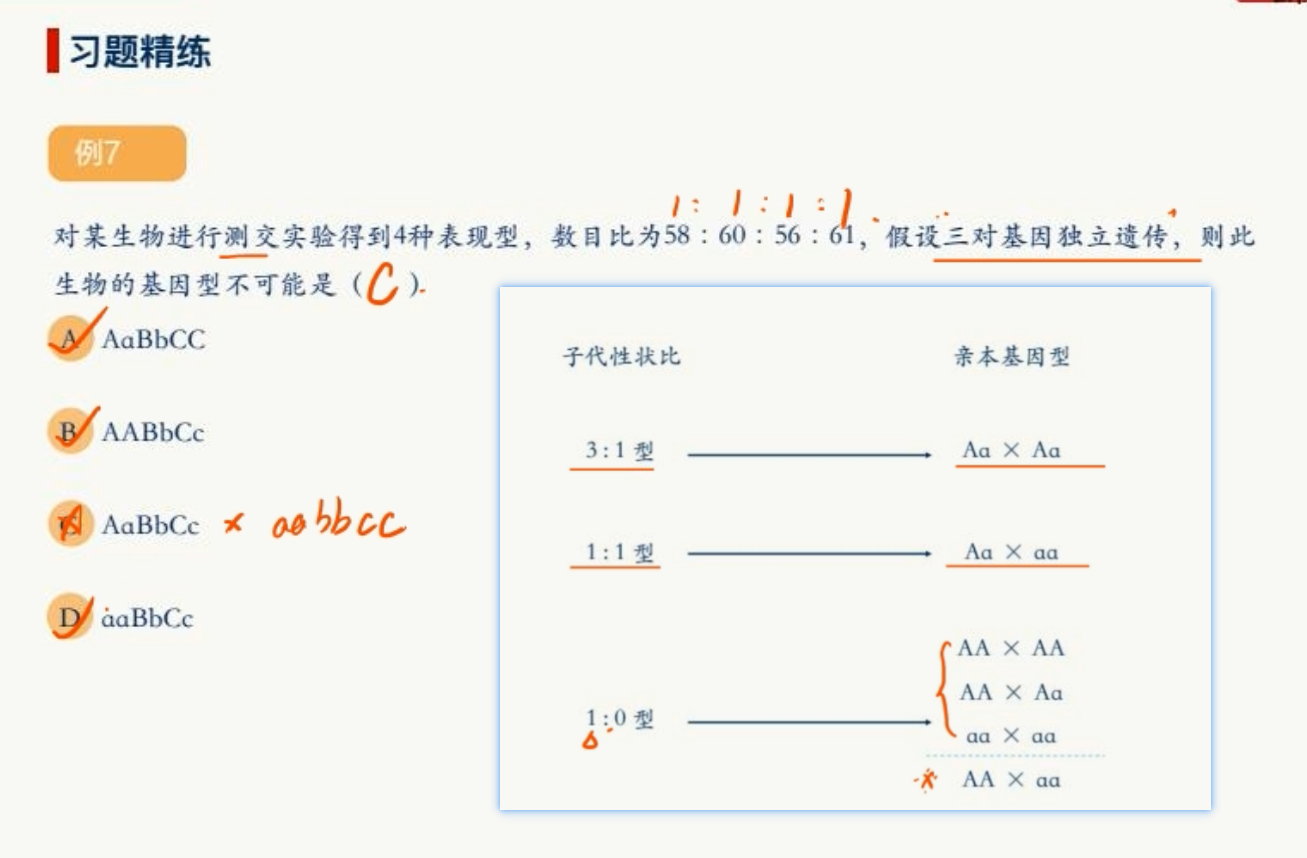 习题精练
例7
1 : 1 : 1 : 1
对某生物进行测交实验得到4种表现型，数目比为58：60：56：61，假设三对基因独立遗传，则此
生物的基因型不可能是（C）.
A AaBbCC
B AABbCc
AaBbCc × aabbcc
D aaBbCc
子代性状比 亲本基因型
3:1 型 Aa × Aa
1:1 型 Aa × aa
AA × AA
AA × Aa
1:0 型
aa × aa
AA × aa